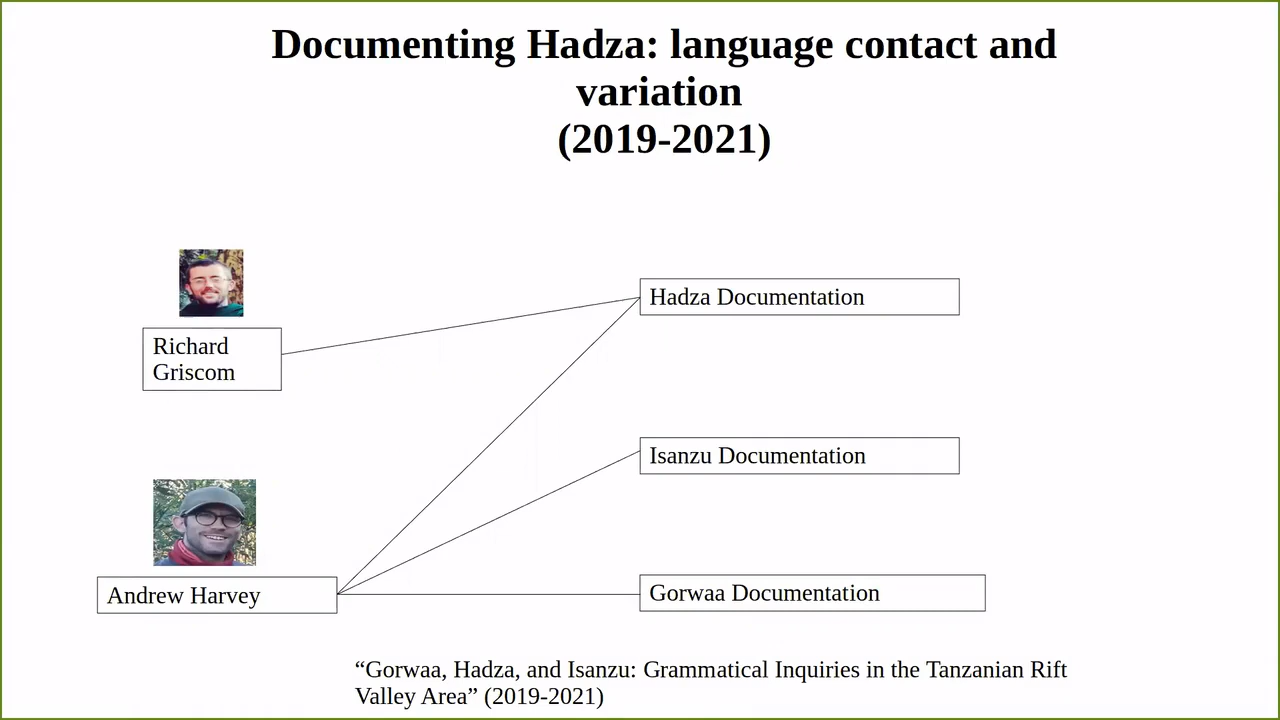 Documenting Hadza: language contact and
variation
(2019-2021)
Hadza Documentation
Richard
Griscom
Isanzu Documentation
Andrew Harvey
Gorwaa Documentation
“Gorwaa, Hadza, and Isanzu: Grammatical Inquiries in the Tanzanian Rift
Valley Area” (2019-2021)